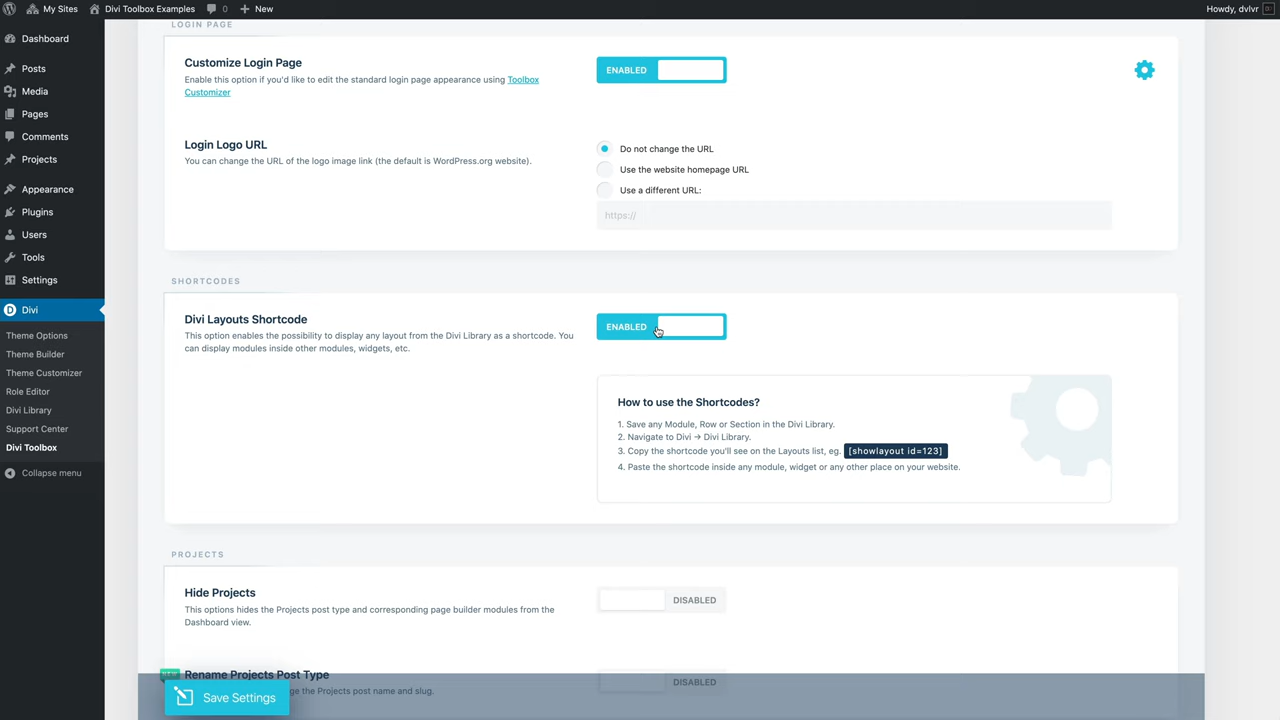 My Sites
Divi Toolbox Examples
0
New
Howdy, dvlvr
Dashboard
Posts
Media
Pages
Comments
Projects
Appearance
Plugins
Users
Tools
Settings
Divi
Theme Options
Theme Builder
Theme Customizer
Role Editor
Divi Library
Support Center
Divi Toolbox
Collapse menu
LOGIN PAGE
Customize Login Page
Enable this option if you'd like to edit the standard login page appearance using Toolbox
Customizer
ENABLED
Login Logo URL
You can change the URL of the logo image link (the default is WordPress.org website).
Do not change the URL
Use the website homepage URL
Use a different URL:
https://
SHORTCODES
Divi Layouts Shortcode
This option enables the possibility to display any layout from the Divi Library as a shortcode. You
can display modules inside other modules, widgets, etc.
ENABLED
How to use the Shortcodes?
1. Save any Module, Row or Section in the Divi Library.
2. Navigate to Divi → Divi Library.
3. Copy the shortcode you'll see on the Layouts list, eg. [showlayout id=123]
4. Paste the shortcode inside any module, widget or any other place on your website.
PROJECTS
Hide Projects
This options hides the Projects post type and corresponding page builder modules from the
Dashboard view.
DISABLED
NEW
Rename Projects Post Type
ge the Projects post name and slug.
DISABLED
Save Settings